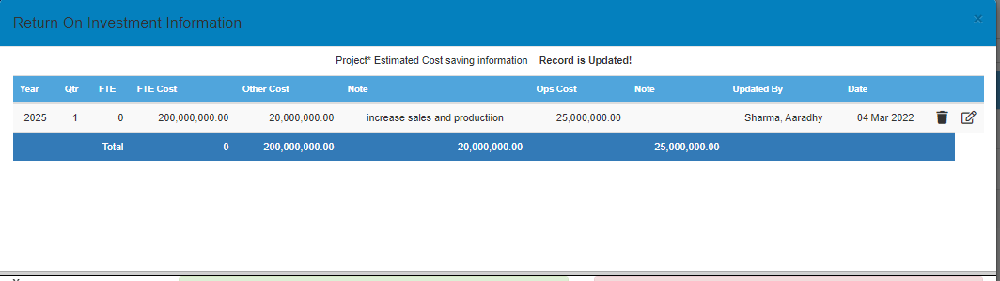 Return On Investment Information ×
Project* Estimated Cost saving information Record is Updated!
Year Qtr FTE FTE Cost Other Cost Note Ops Cost Note Updated By Date
2025 1 0 200,000,000.00 20,000,000.00 increase sales and productiion 25,000,000.00 Sharma, Aaradhy 04 Mar 2022
Total 0 200,000,000.00 20,000,000.00 25,000,000.00